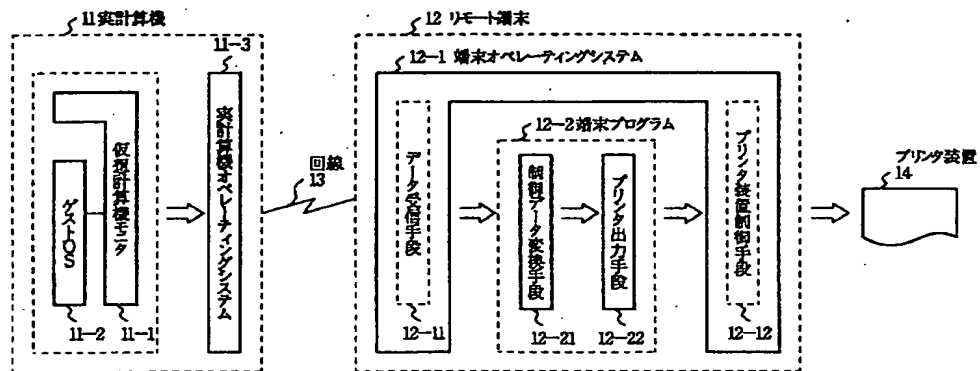 11実計算機
11-3
実計算機オペレーティングシステム
仮想計算機モニタ
ゲストOS
11-2
11-1
回線
13
12 リモート端末
12-1 端末オペレーティングシステム
データ受信手段
12-11
12-2端末プログラム
制御データ変換手段
12-21
プリンタ出力手段
12-22
プリンタ装置制御手段
12-12
プリンタ装置
14